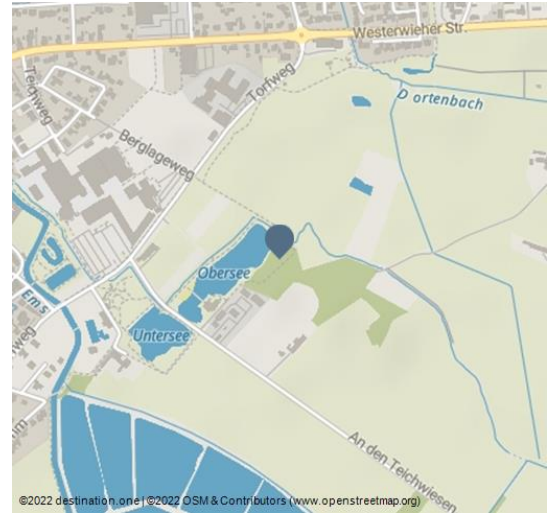 Westerwieher Str.
Teichweg
Torfweg
Dortenbach
Berglageweg
Obersee
Ems
Untersee
An den Teichwiesen
©2022 destination.one | ©2022 OSM & Contributors (www.openstreetmap.org)